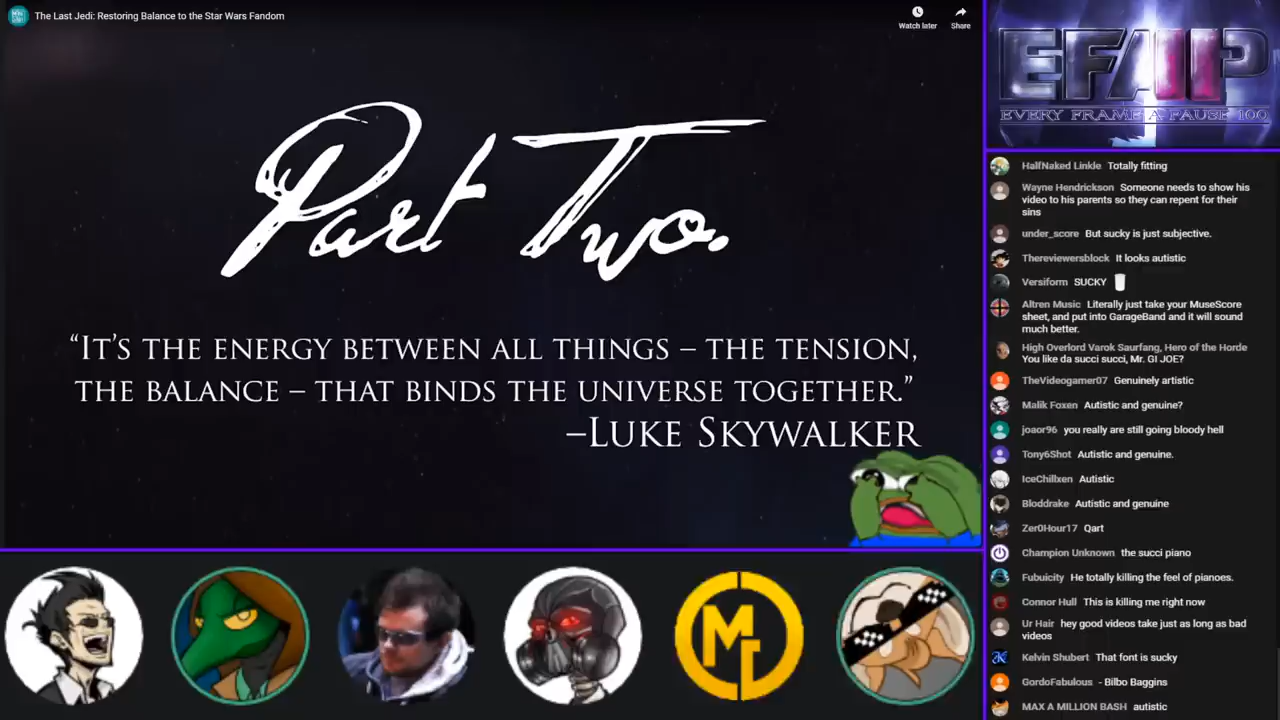 The Last Jedi: Restoring Balance to the Star Wars Fandom
Watch later
Share
Part Two.
“It’s the energy between all things – the tension,
the balance – that binds the universe together.”
–Luke Skywalker
EFAP
EVERY FRAME A PAUSE 100
HalfNaked Linkle Totally fitting
Wayne Hendrickson Someone needs to show his
video to his parents so they can repent for their
sins
under_score But sucky is just subjective.
Thereviewersblock It looks autistic
Versiform SUCKY
Altren Music Literally just take your MuseScore
sheet, and put into GarageBand and it will sound
much better.
High Overlord Varok Saurfang, Hero of the Horde
You like da succi succi, Mr. GI JOE?
TheVideogamer07 Genuinely artistic
Malik Foxen Autistic and genuine?
joaor96 you really are still going bloody hell
Tony6Shot Autistic and genuine.
IceChillxen Autistic
Bloddrake Autistic and genuine
Zer0Hour17 Qart
Champion Unknown the succi piano
Fubuicity He totally killing the feel of pianoes.
Connor Hull This is killing me right now
Ur Hair hey good videos take just as long as bad
videos
Kelvin Shubert That font is sucky
GordoFabulous - Bilbo Baggins
MAX A MILLION BASH autistic